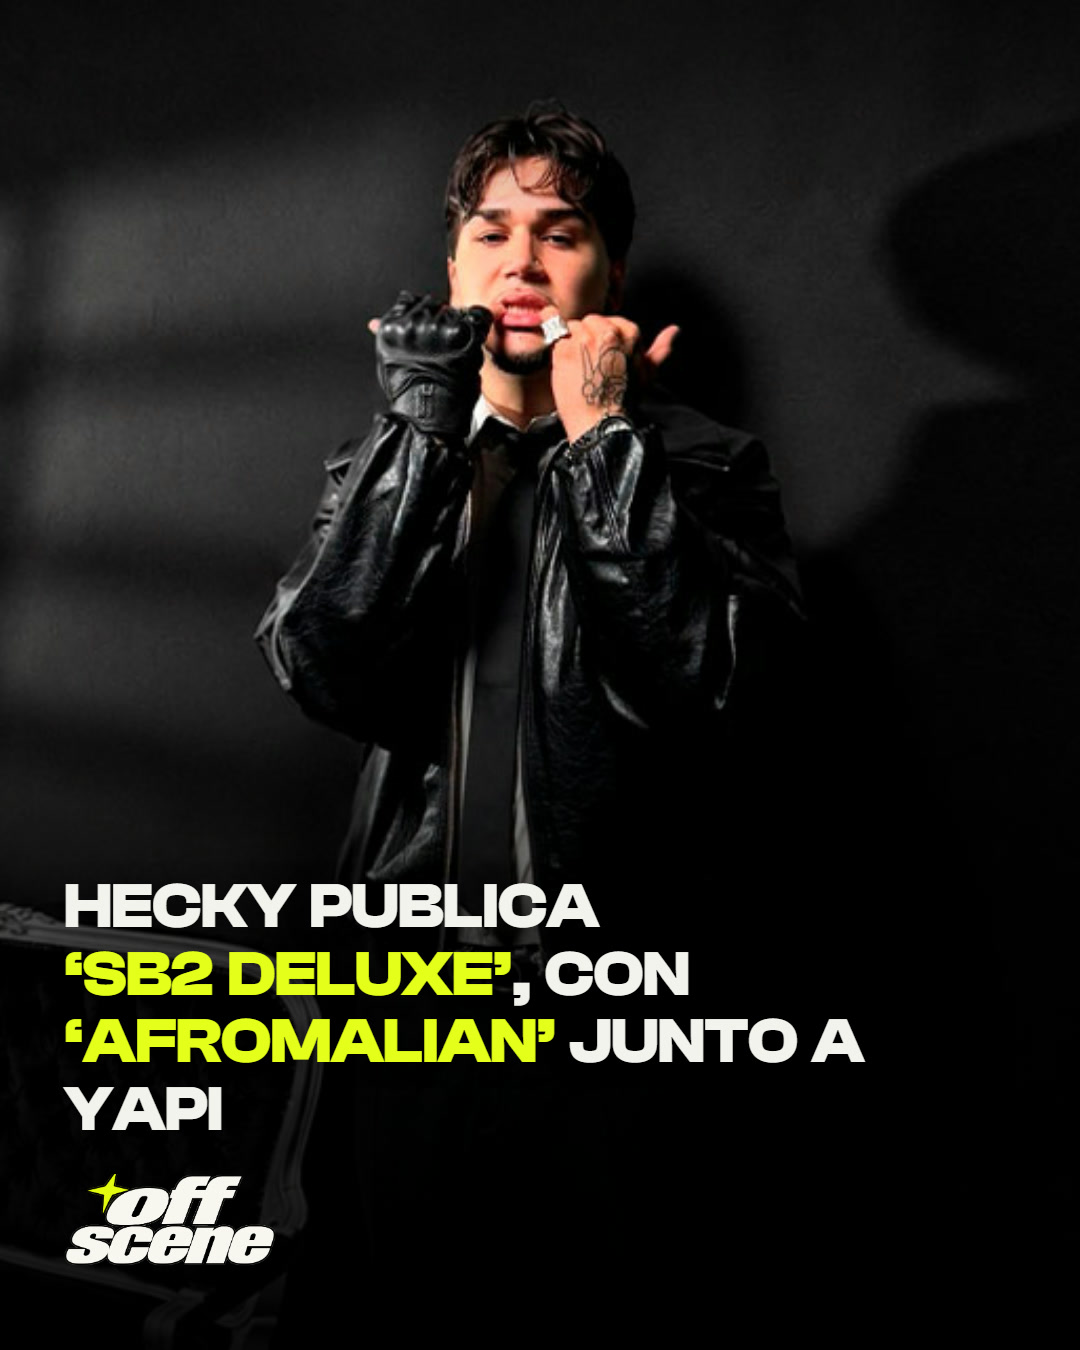 HECKY PUBLICA
‘SB2 DELUXE’, CON
‘AFROMALIAN’ JUNTO A
YAPI
off
scene